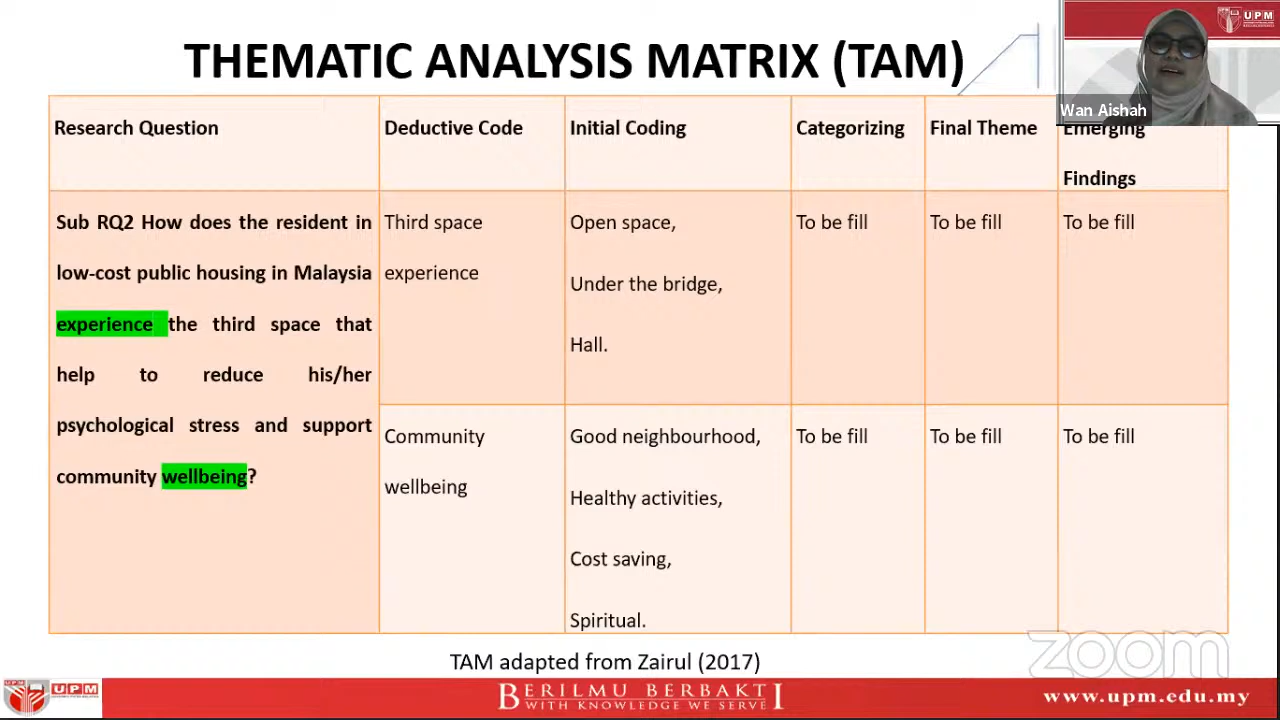 THEMATIC ANALYSIS MATRIX (TAM)
UPM
Wan Aishah
Research Question
Deductive Code
Initial Coding
Categorizing
Final Theme
Emerging
Findings
Sub RQ2 How does the resident in
low-cost public housing in Malaysia
experience the third space that
help to reduce his/her
psychological stress and support
community wellbeing?
Third space
experience
Open space,
Under the bridge,
Hall.
To be fill
To be fill
To be fill
Community
wellbeing
Good neighbourhood,
Healthy activities,
Cost saving,
Spiritual.
To be fill
To be fill
To be fill
TAM adapted from Zairul (2017)
zoom
UPM
BERILMU BERBAKTI
WITH KNOWLEDGE WE SERVE
www.upm.edu.my